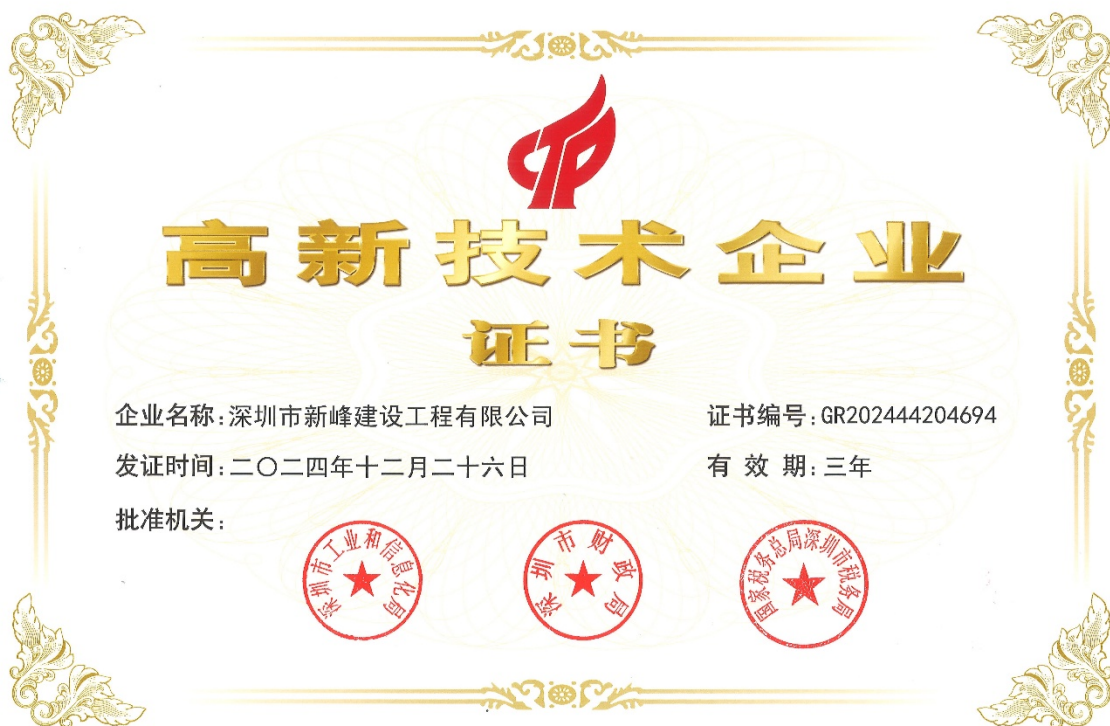 高新技术企业
证书
企业名称:深圳市新峰建设工程有限公司
证书编号:GR202444204694
发证时间:二〇二四年十二月二十六日
有 效 期:三年
批准机关:
深圳市工业和信息化局
深圳市财政局
国家税务总局深圳市税务局